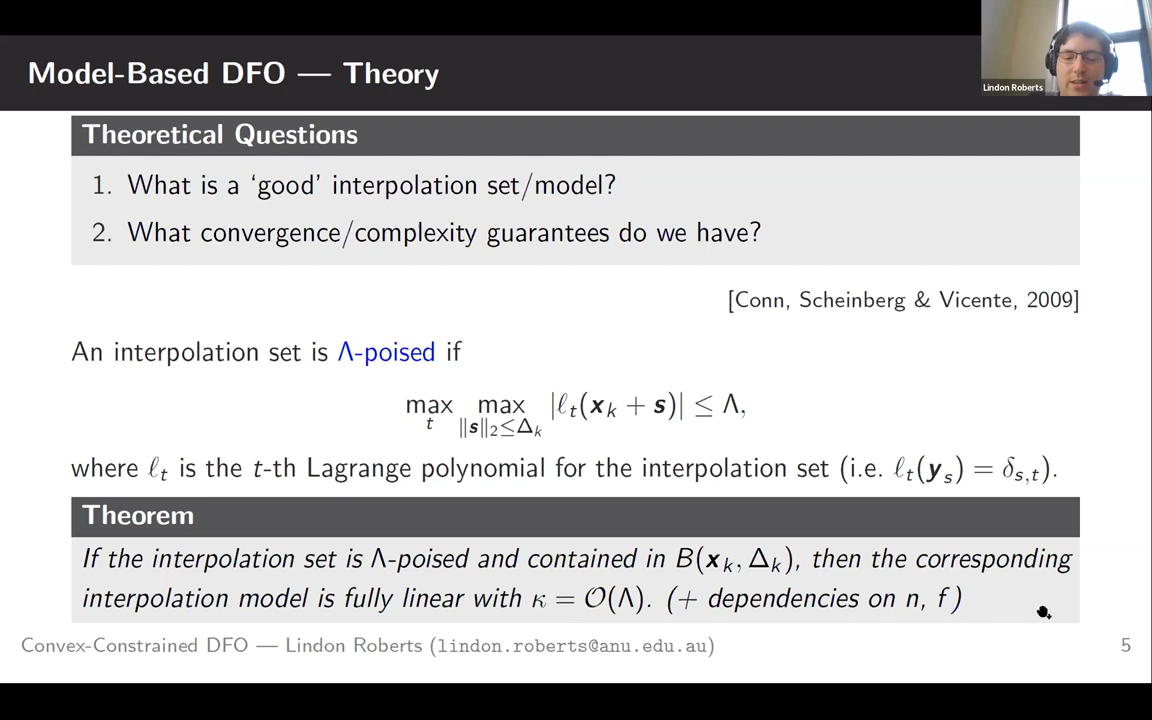 Model-Based DFO — Theory
Lindon Roberts
Theoretical Questions
1. What is a ‘good’ interpolation set/model?
2. What convergence/complexity guarantees do we have?
[Conn, Scheinberg & Vicente, 2009]
An interpolation set is Λ-poised if
max_t max_{‖s‖₂≤Δ_k} |ℓ_t(x_k + s)| ≤ Λ,
where ℓ_t is the t-th Lagrange polynomial for the interpolation set (i.e. ℓ_t(y_s) = δ_{s,t}).
Theorem
If the interpolation set is Λ-poised and contained in B(x_k, Δ_k), then the corresponding
interpolation model is fully linear with κ = O(Λ). (+ dependencies on n, f)
Convex-Constrained DFO — Lindon Roberts (lindon.roberts@anu.edu.au)
5